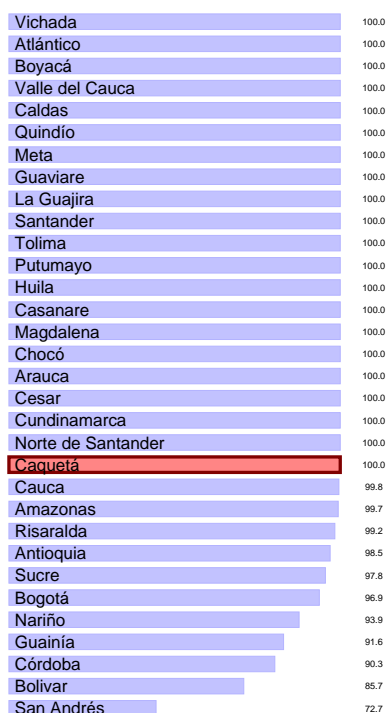 Vichada 100.0
Atlántico 100.0
Boyacá 100.0
Valle del Cauca 100.0
Caldas 100.0
Quindío 100.0
Meta 100.0
Guaviare 100.0
La Guajira 100.0
Santander 100.0
Tolima 100.0
Putumayo 100.0
Huila 100.0
Casanare 100.0
Magdalena 100.0
Chocó 100.0
Arauca 100.0
Cesar 100.0
Cundinamarca 100.0
Norte de Santander 100.0
Caquetá 100.0
Cauca 99.8
Amazonas 99.7
Risaralda 99.2
Antioquia 98.5
Sucre 97.8
Bogotá 96.9
Nariño 93.9
Guainía 91.6
Córdoba 90.3
Bolivar 85.7
San Andrés 72.7